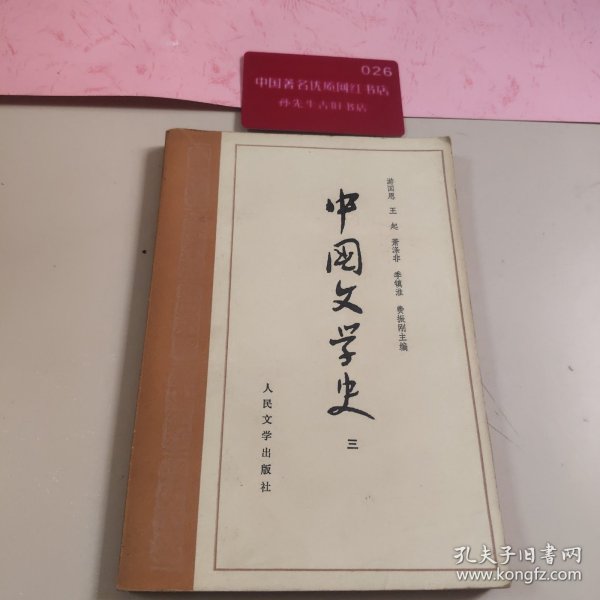 026
中国著名优质网红书店
孙先生古旧书店
游国恩 王 起 萧涤非 季镇淮 费振刚主编
中国文学史
三
人民文学出版社
孔夫子旧书网
www.kongfz.com